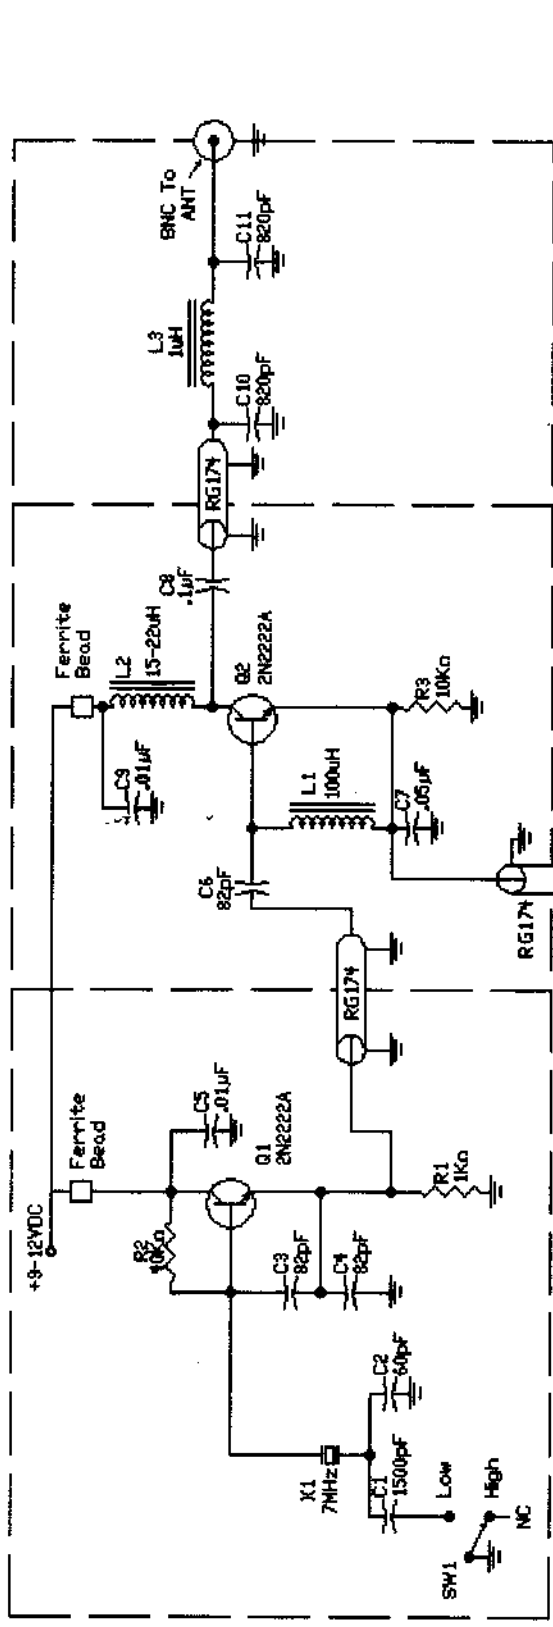 +9-12VDC
Ferrite
Bead
R2
C5
.01µF
Q1
2N2222A
C3
82pF
C4
82pF
R1
1KΩ
X1
7MHz
C2
60pF
C1
1500pF
Low
High
NC
SW1
RG174
Ferrite
Bead
C9
.01µF
L2
15-22uH
C8
.1µF
Q2
2N2222A
C6
82pF
L1
100uH
C7
.05µF
R3
10KΩ
RG174
RG174
C10
820pF
L3
1uH
C11
820pF
BNC To
ANT